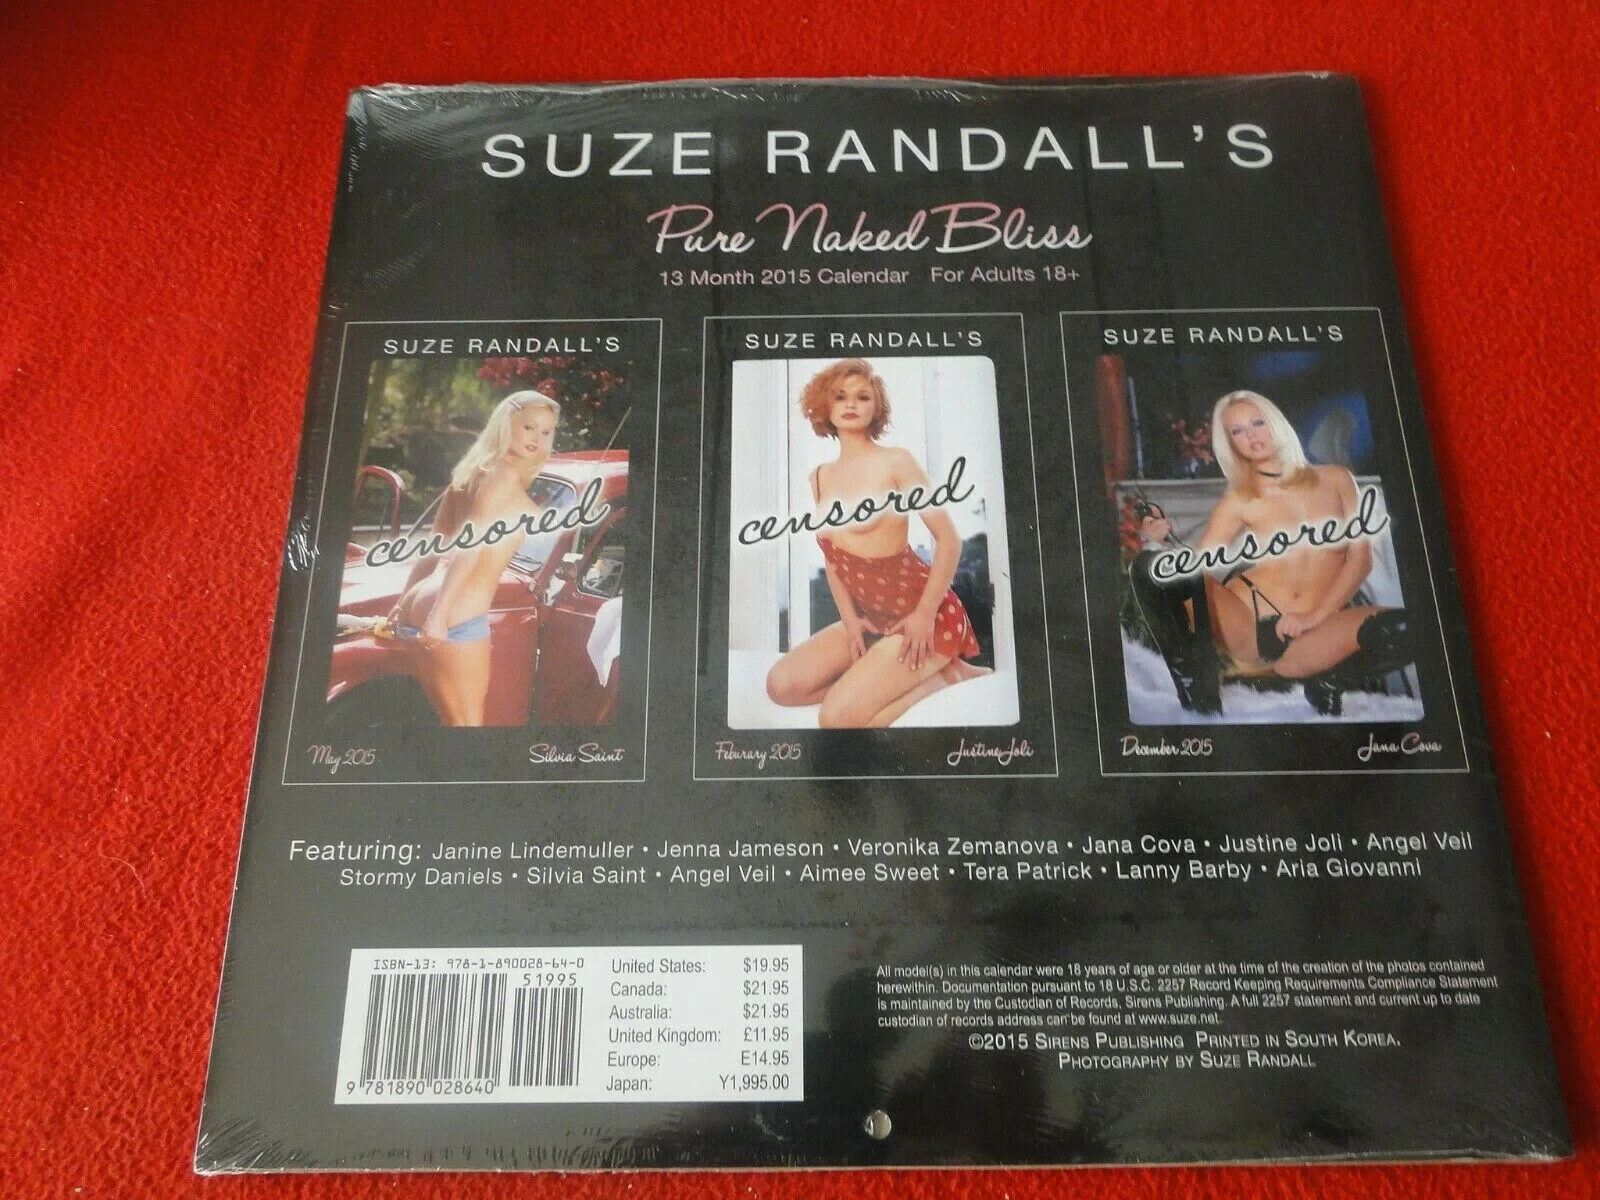 SUZE RANDALL'S
Pure Naked Bliss
13 Month 2015 Calendar For Adults 18+
SUZE RANDALL'S
censored
May 2015 Silvia Saint
SUZE RANDALL'S
censored
Feburary 2015 Justine Joli
SUZE RANDALL'S
censored
December 2015 Jana Cova
Featuring: Janine Lindemuller • Jenna Jameson • Veronika Zemanova • Jana Cova • Justine Joli • Angel Veil
Stormy Daniels • Silvia Saint • Angel Veil • Aimee Sweet • Tera Patrick • Lanny Barby • Aria Giovanni
ISBN-13: 978-1-890028-64-0
51995
9 781890 028640
United States: $19.95
Canada: $21.95
Australia: $21.95
United Kingdom: £11.95
Europe: E14.95
Japan: Y1,995.00
All model(s) in this calendar were 18 years of age or older at the time of the creation of the photos contained
herewithin. Documentation pursuant to 18 U.S.C. 2257 Record Keeping Requirements Compliance Statement
is maintained by the Custodian of Records, Sirens Publishing. A full 2257 statement and current up to date
custodian of records address can be found at www.suze.net.
©2015 SIRENS PUBLISHING PRINTED IN SOUTH KOREA.
PHOTOGRAPHY BY SUZE RANDALL